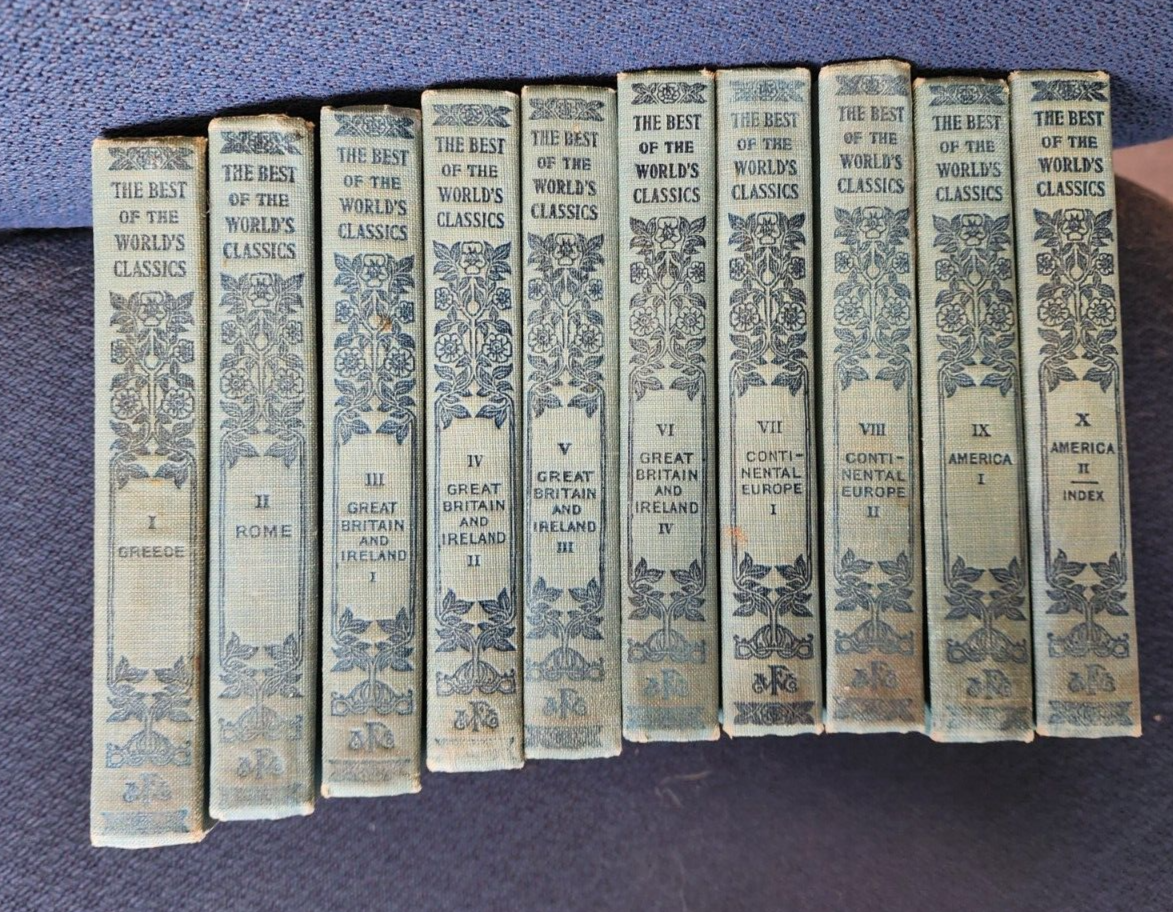 THE BEST
OF THE
WORLD'S
CLASSICS
I
GREECE
THE BEST
OF THE
WORLD'S
CLASSICS
II
ROME
THE BEST
OF THE
WORLD'S
CLASSICS
III
GREAT
BRITAIN
AND
IRELAND
I
THE BEST
OF THE
WORLD'S
CLASSICS
IV
GREAT
BRITAIN
AND
IRELAND
II
THE BEST
OF THE
WORLD'S
CLASSICS
V
GREAT
BRITAIN
AND
IRELAND
III
THE BEST
OF THE
WORLD'S
CLASSICS
VI
GREAT
BRITAIN
AND
IRELAND
IV
THE BEST
OF THE
WORLD'S
CLASSICS
VII
CONTI-
NENTAL
EUROPE
I
THE BEST
OF THE
WORLD'S
CLASSICS
VIII
CONTI-
NENTAL
EUROPE
II
THE BEST
OF THE
WORLD'S
CLASSICS
IX
AMERICA
I
THE BEST
OF THE
WORLD'S
CLASSICS
X
AMERICA
II
INDEX